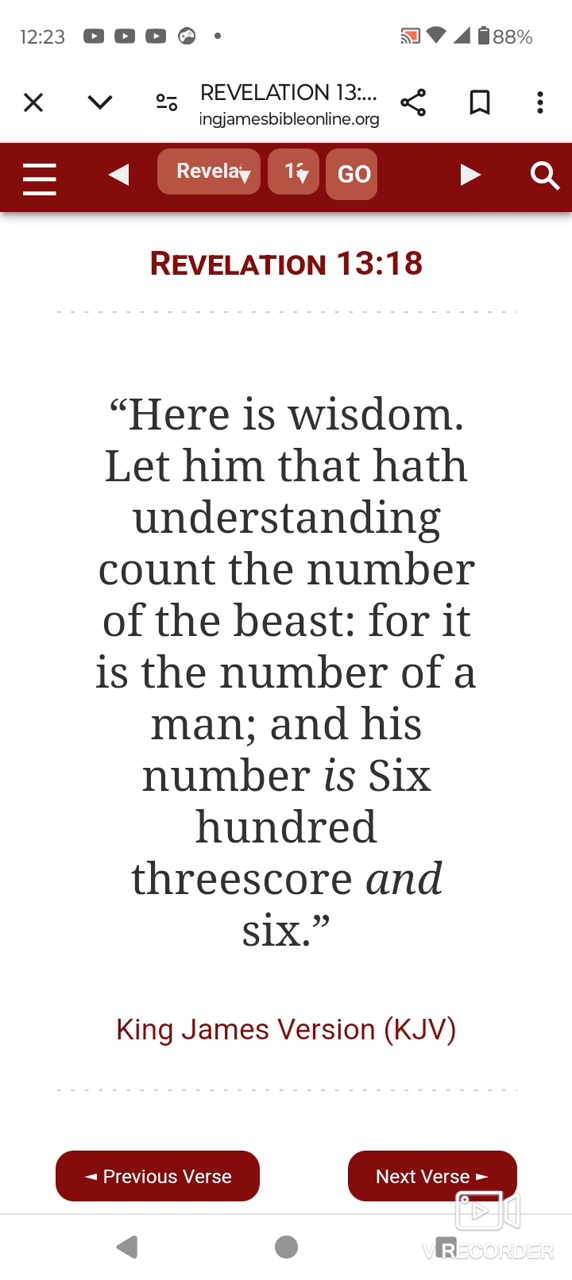 12:23
88%
REVELATION 13:...
ingjamesbibleonline.org
Revela
GO
REVELATION 13:18
“Here is wisdom.
Let him that hath
understanding
count the number
of the beast: for it
is the number of a
man; and his
number is Six
hundred
threescore and
six.”
King James Version (KJV)
◄ Previous Verse
Next Verse ►
VRECORDER